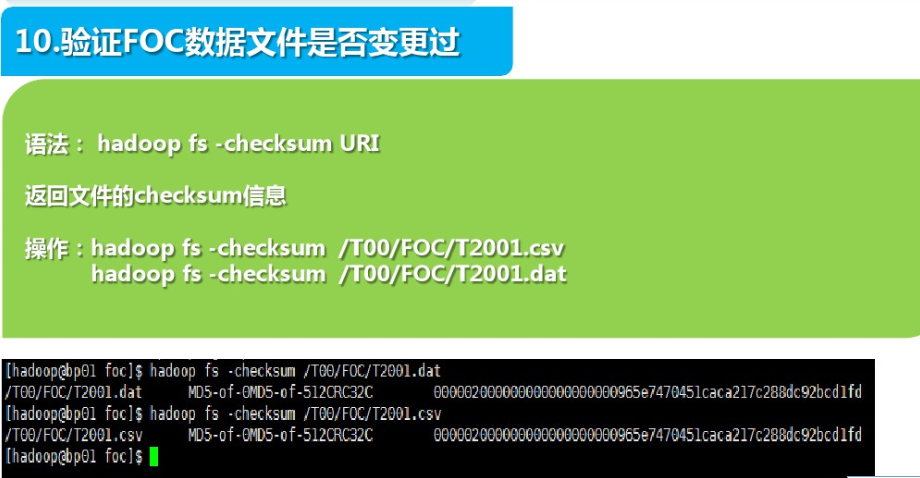 10.验证FOC数据文件是否变更过
语法： hadoop fs -checksum URI
返回文件的checksum信息
操作：hadoop fs -checksum /T00/FOC/T2001.csv
hadoop fs -checksum /T00/FOC/T2001.dat
[hadoop@bp01 foc]$ hadoop fs -checksum /T00/FOC/T2001.dat
/T00/FOC/T2001.dat MD5-of-0MD5-of-512CRC32C 000002000000000000000000965e7470451caca217c288dc92bcd1fd
[hadoop@bp01 foc]$ hadoop fs -checksum /T00/FOC/T2001.csv
/T00/FOC/T2001.csv MD5-of-0MD5-of-512CRC32C 000002000000000000000000965e7470451caca217c288dc92bcd1fd
[hadoop@bp01 foc]$